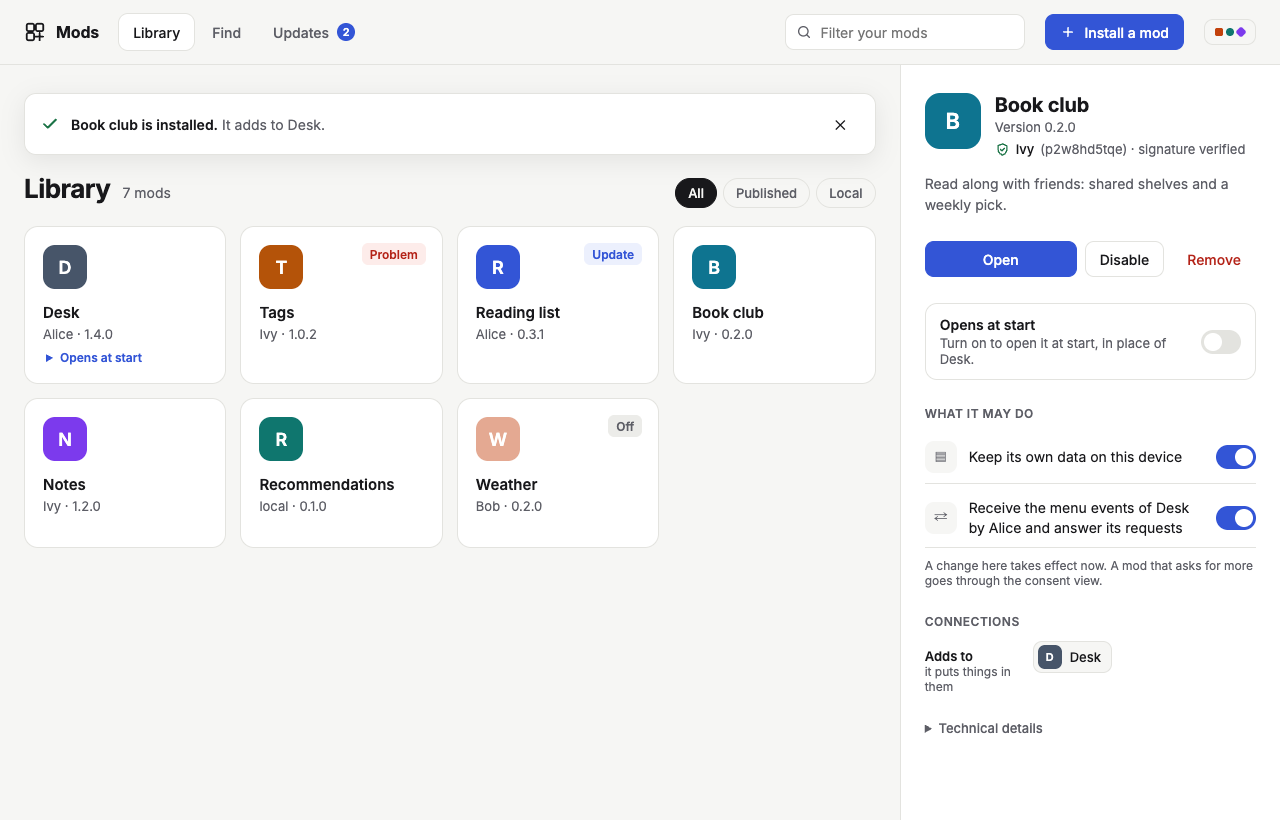 Mods
Library
Find
Updates 2
Filter your mods
Install a mod
Book club is installed. It adds to Desk.
Library 7 mods
All
Published
Local
D
Desk
Alice · 1.4.0
Opens at start
T
Problem
Tags
Ivy · 1.0.2
R
Update
Reading list
Alice · 0.3.1
B
Book club
Ivy · 0.2.0
N
Notes
Ivy · 1.2.0
R
Recommendations
local · 0.1.0
W
Off
Weather
Bob · 0.2.0
B
Book club
Version 0.2.0
Ivy (p2w8hd5tqe) · signature verified
Read along with friends: shared shelves and a
weekly pick.
Open
Disable
Remove
Opens at start
Turn on to open it at start, in place of
Desk.
WHAT IT MAY DO
Keep its own data on this device
Receive the menu events of Desk
by Alice and answer its requests
A change here takes effect now. A mod that asks for more
goes through the consent view.
CONNECTIONS
Adds to
it puts things in
them
D Desk
Technical details